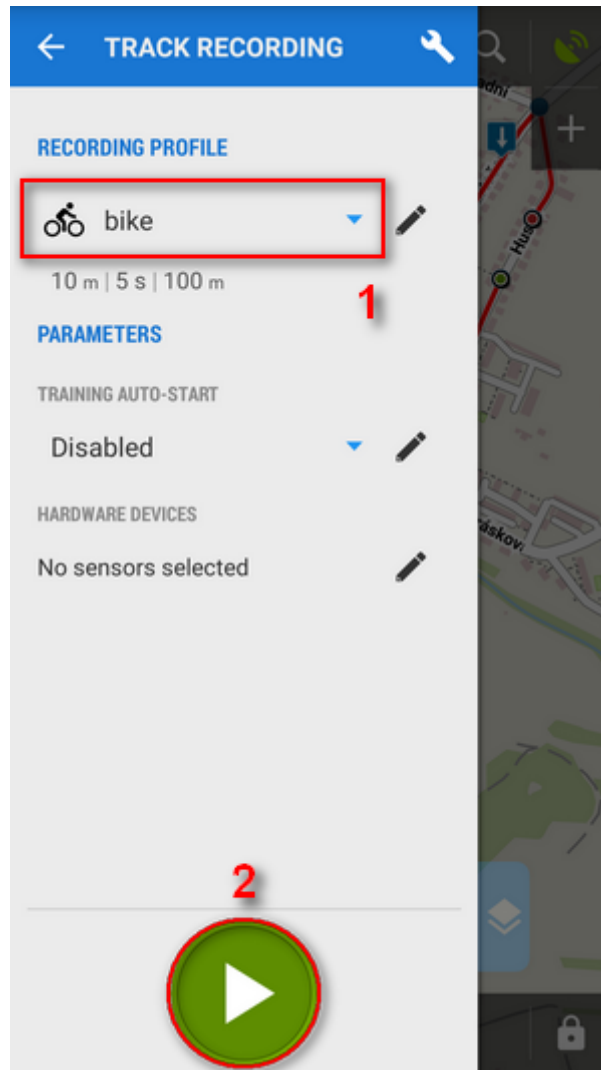 TRACK RECORDING
RECORDING PROFILE
bike
10 m | 5 s | 100 m
1
PARAMETERS
TRAINING AUTO-START
Disabled
HARDWARE DEVICES
No sensors selected
2
Hus